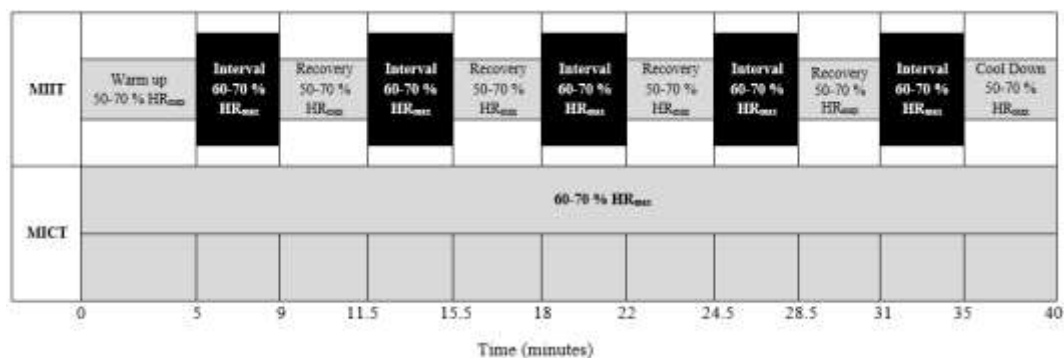 MIIT
Warm up
50-70 % HRmax
Interval
60-70 %
HRmax
Recovery
50-70 %
HRmax
Interval
60-70 %
HRmax
Recovery
50-70 %
HRmax
Interval
60-70 %
HRmax
Recovery
50-70 %
HRmax
Interval
60-70 %
HRmax
Recovery
50-70 %
HRmax
Interval
60-70 %
HRmax
Cool Down
50-70 %
HRmax
MICT
60-70 % HRmax
0 5 9 11.5 15.5 18 22 24.5 28.5 31 35 40
Time (minutes)